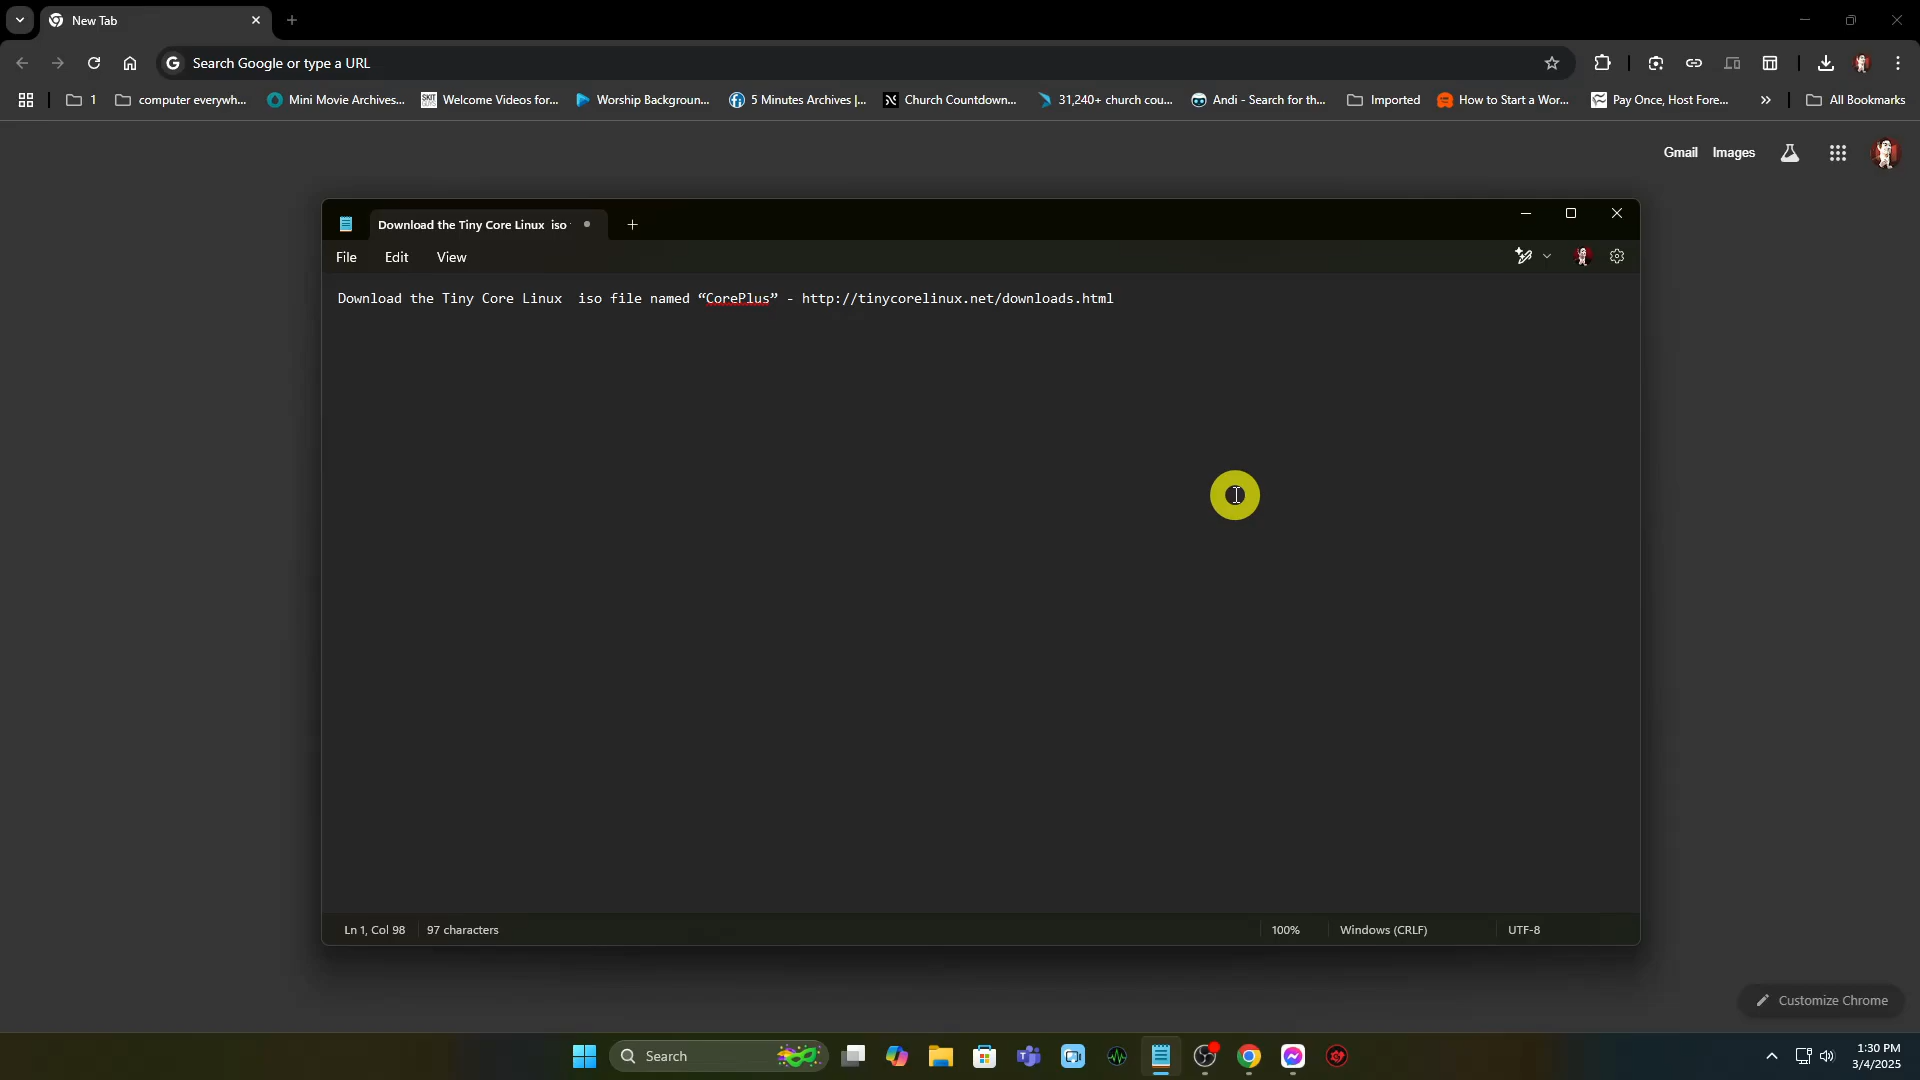 New Tab
Search Google or type a URL
1
computer everywh...
Mini Movie Archives...
Welcome Videos for...
Worship Backgroun...
5 Minutes Archives |...
Church Countdown...
31,240+ church cou...
Andi - Search for th...
Imported
How to Start a Wor...
Pay Once, Host Fore...
All Bookmarks
Gmail
Images
Download the Tiny Core Linux  iso
File
Edit
View
Download the Tiny Core Linux  iso file named “CorePlus” - http://tinycorelinux.net/downloads.html
Ln 1, Col 98
97 characters
100%
Windows (CRLF)
UTF-8
Customize Chrome
Search
1:30 PM
3/4/2025